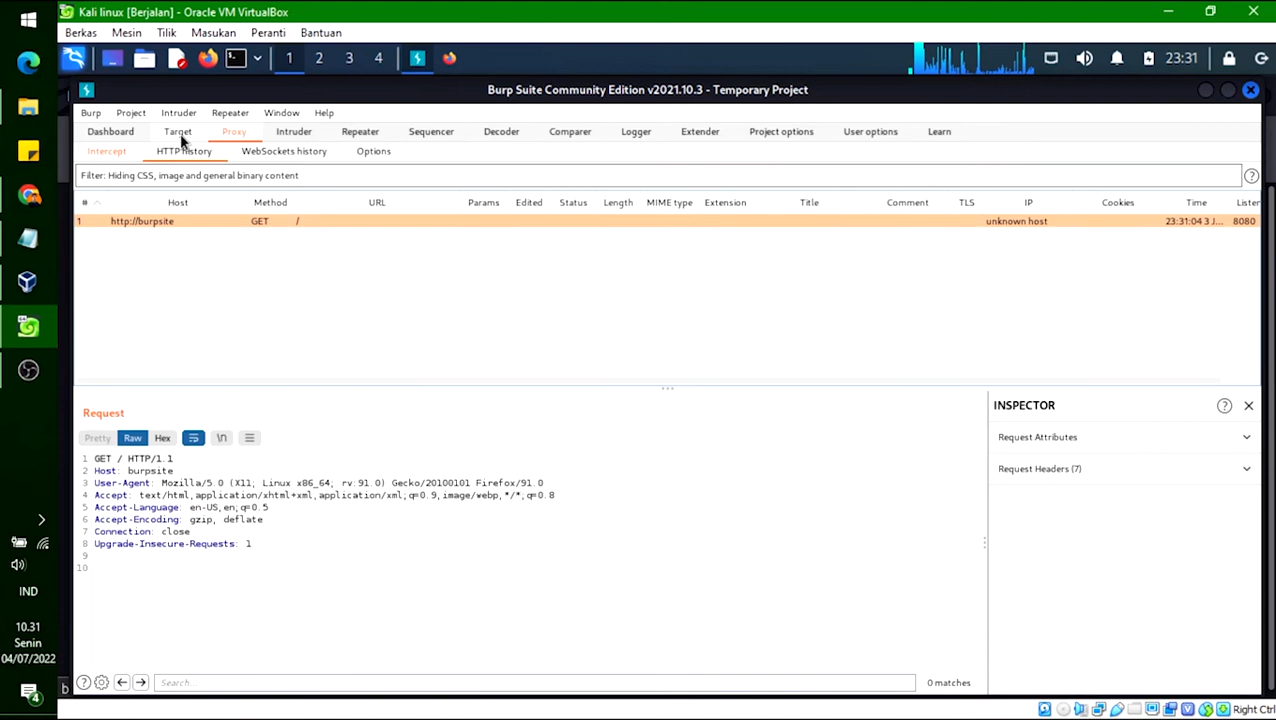 Kali linux [Berjalan] - Oracle VM VirtualBox
Berkas Mesin Tilik Masukan Peranti Bantuan
1 2 3 4 23:31
Burp Suite Community Edition v2021.10.3 - Temporary Project
Burp Project Intruder Repeater Window Help
Dashboard Target Proxy Intruder Repeater Sequencer Decoder Comparer Logger Extender Project options User options Learn
Intercept HTTP history WebSockets history Options
Filter: Hiding CSS, image and general binary content
# Host Method URL Params Edited Status Length MIME type Extension Title Comment TLS IP Cookies Time Listen
1 http://burpsite GET / unknown host 23:31:04 3 J... 8080
Request
INSPECTOR
Pretty Raw Hex \n
Request Attributes
Request Headers (7)
1 GET / HTTP/1.1
2 Host: burpsite
3 User-Agent: Mozilla/5.0 (X11; Linux x86_64; rv:91.0) Gecko/20100101 Firefox/91.0
4 Accept: text/html,application/xhtml+xml,application/xml;q=0.9,image/webp,*/*;q=0.8
5 Accept-Language: en-US,en;q=0.5
6 Accept-Encoding: gzip, deflate
7 Connection: close
8 Upgrade-Insecure-Requests: 1
9
10
Search...
0 matches
IND
10.31
Senin
04/07/2022
4
b
Right Ctrl